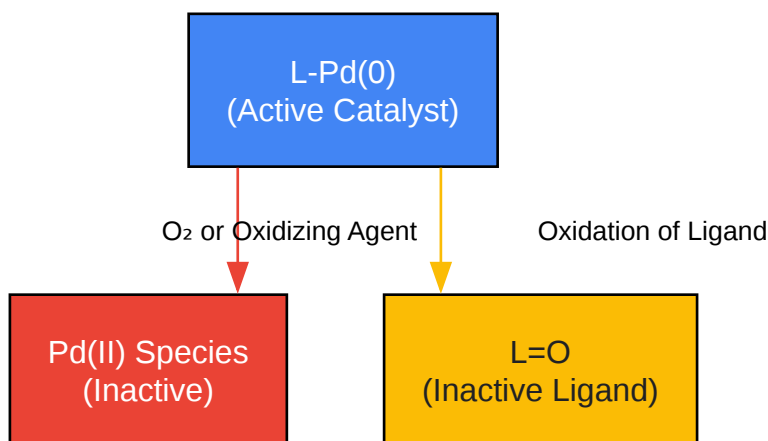 L-Pd(0)
(Active Catalyst)
O₂ or Oxidizing Agent
Oxidation of Ligand
Pd(II) Species
(Inactive)
L=O
(Inactive Ligand)